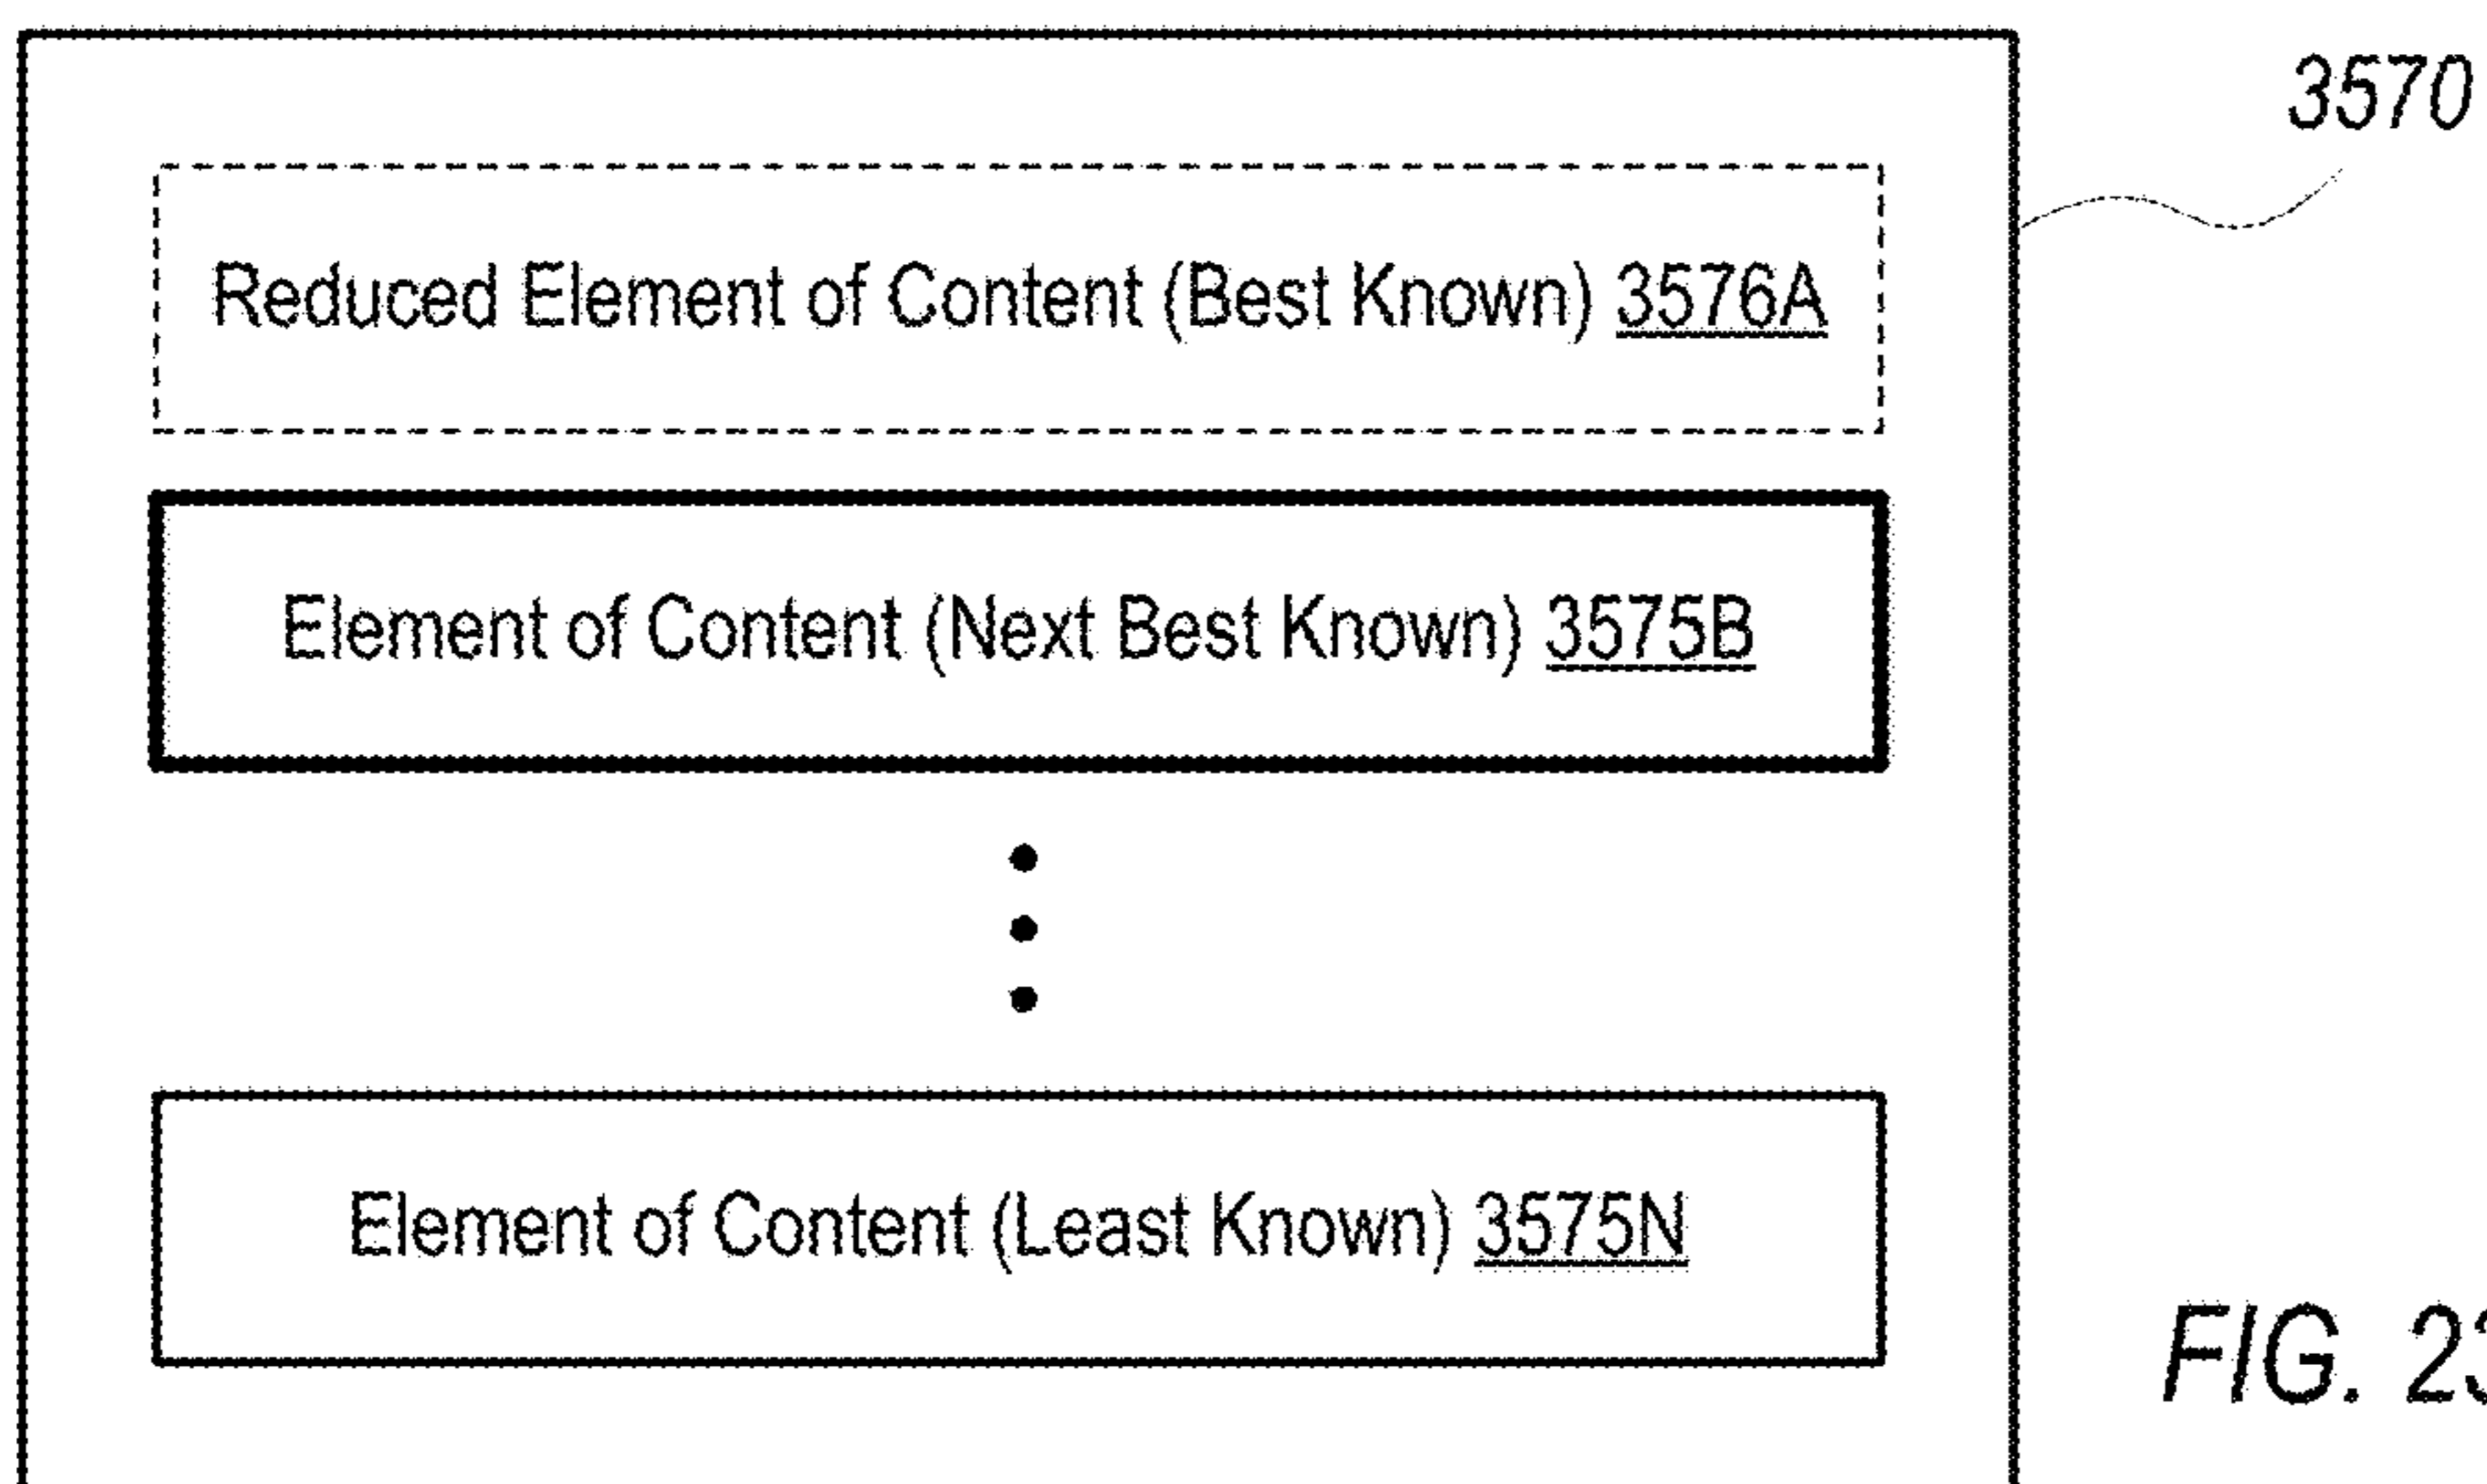 3570
Reduced Element of Content (Best Known) 3576A
Element of Content (Next Best Known) 3575B
Element of Content (Least Known) 3575N
FIG.